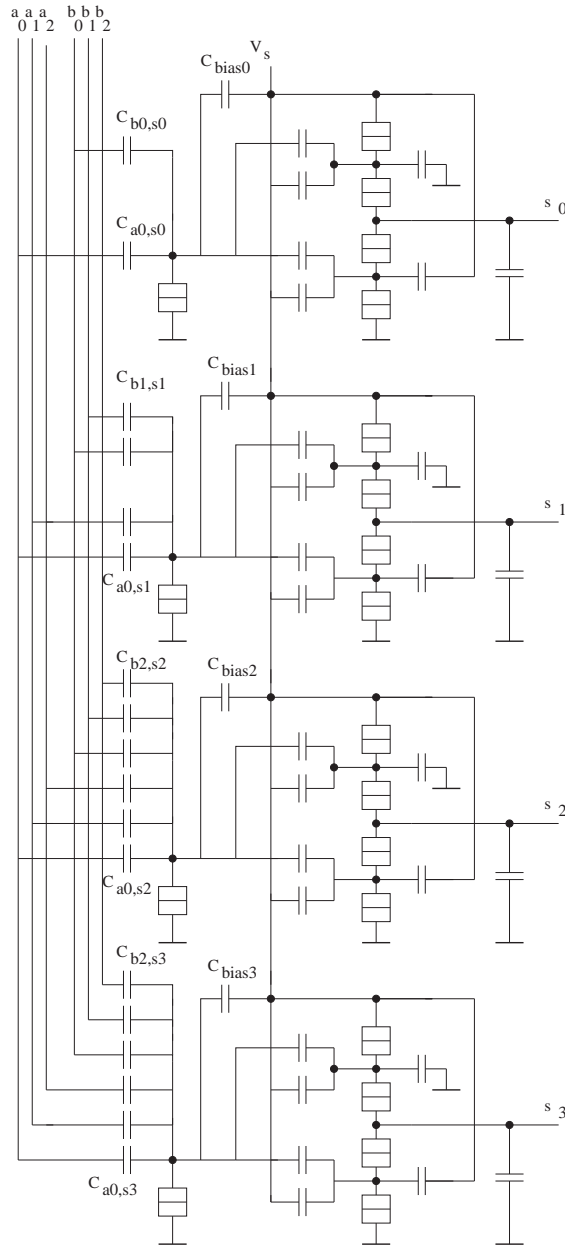 a a a b b b
0 1 2 0 1 2
V s
C bias0
C b0,s0
C a0,s0
s 0
C b1,s1
C bias1
s 1
C a0,s1
C b2,s2
C bias2
s 2
C a0,s2
C b2,s3
C bias3
s 3
C a0,s3